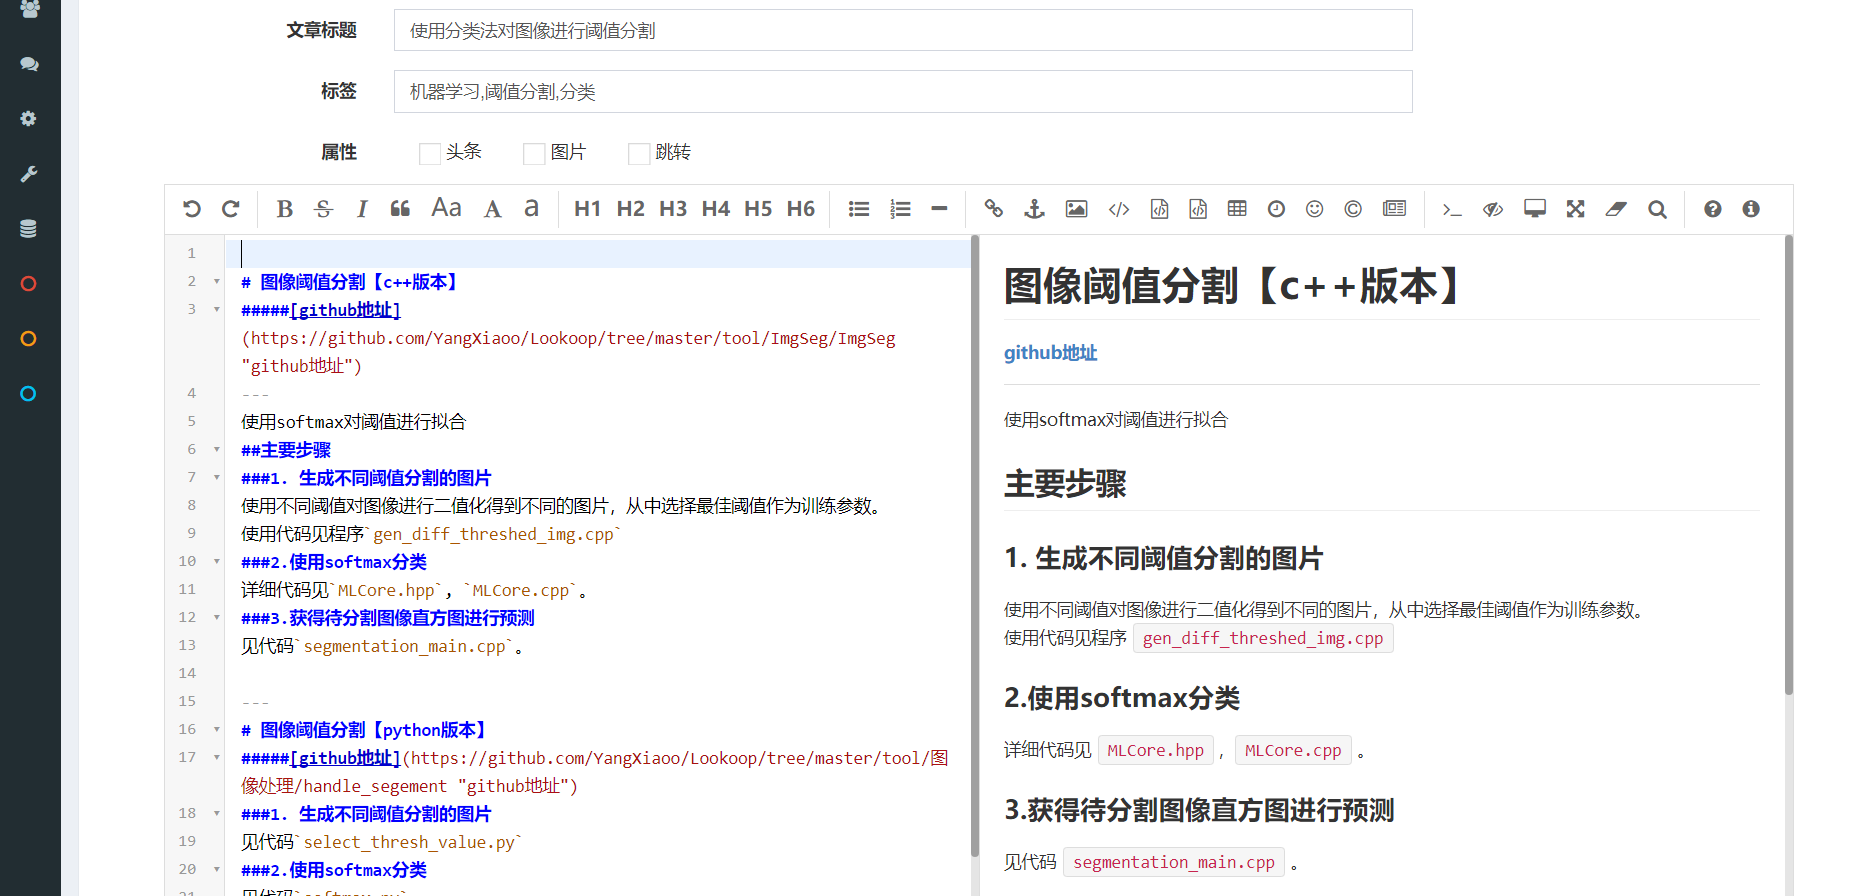 文章标题 使用分类法对图像进行阈值分割
标签 机器学习,阈值分割,分类
属性 头条 图片 跳转
B S I Aa A a H1 H2 H3 H4 H5 H6
1
2 # 图像阈值分割【c++版本】
3 #####[github地址]
(https://github.com/YangXiaoo/Lookoop/tree/master/tool/ImgSeg/ImgSeg
"github地址")
4 ---
5 使用softmax对阈值进行拟合
6 ##主要步骤
7 ###1. 生成不同阈值分割的图片
8 使用不同阈值对图像进行二值化得到不同的图片，从中选择最佳阈值作为训练参数。
9 使用代码见程序`gen_diff_threshed_img.cpp`
10 ###2.使用softmax分类
11 详细代码见`MLCore.hpp`，`MLCore.cpp`。
12 ###3.获得待分割图像直方图进行预测
13 见代码`segmentation_main.cpp`。
14
15 ---
16 # 图像阈值分割【python版本】
17 #####[github地址](https://github.com/YangXiaoo/Lookoop/tree/master/tool/图
像处理/handle_segement "github地址")
18 ###1. 生成不同阈值分割的图片
19 见代码`select_thresh_value.py`
20 ###2.使用softmax分类
图像阈值分割【c++版本】
github地址
使用softmax对阈值进行拟合
主要步骤
1. 生成不同阈值分割的图片
使用不同阈值对图像进行二值化得到不同的图片，从中选择最佳阈值作为训练参数。
使用代码见程序 gen_diff_threshed_img.cpp
2.使用softmax分类
详细代码见 MLCore.hpp ，MLCore.cpp 。
3.获得待分割图像直方图进行预测
见代码 segmentation_main.cpp 。